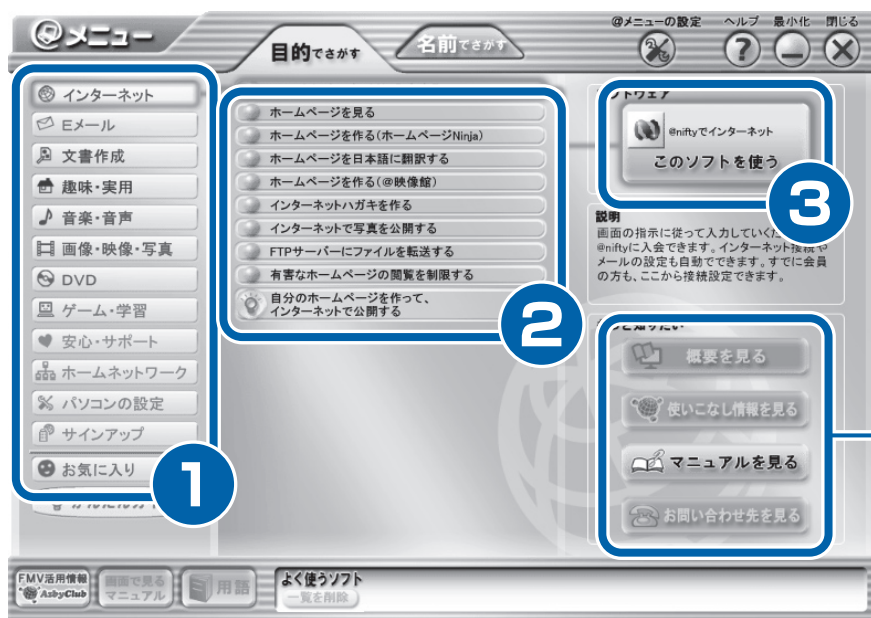 @メニュー
目的でさがす
名前でさがす
@メニューの設定
ヘルプ
最小化
閉じる
インターネット
Eメール
文書作成
趣味・実用
音楽・音声
画像・映像・写真
DVD
ゲーム・学習
安心・サポート
ホームネットワーク
パソコンの設定
サインアップ
お気に入り
1
ホームページを見る
ホームページを作る(ホームページNinja)
ホームページを日本語に翻訳する
ホームページを作る(@映像館)
インターネットハガキを作る
インターネットで写真を公開する
FTPサーバーにファイルを転送する
有害なホームページの閲覧を制限する
自分のホームページを作って、
インターネットで公開する
2
@niftyでインターネット
このソフトを使う
3
説明
画面の指示に従って入力していくだ
@niftyに入会できます。インターネット接続や
メールの設定も自動でできます。すでに会員
の方も、ここから接続設定できます。
概要を見る
使いこなし情報を見る
マニュアルを見る
お問い合わせ先を見る
FMV活用情報
AzbyClub
画面で見る
マニュアル
用語
よく使うソフト
一覧を削除